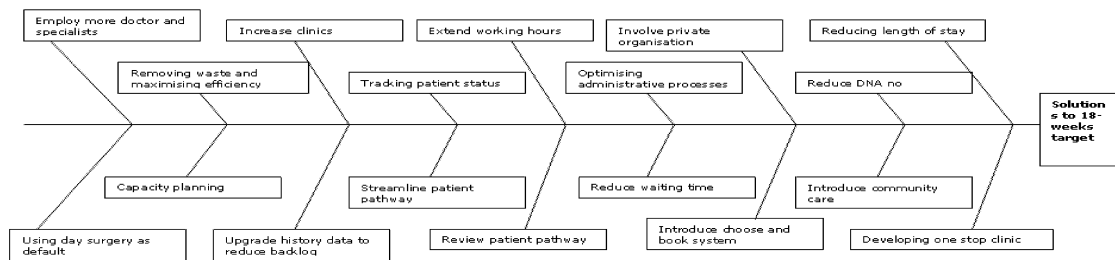 Employ more doctor and
specialists
Increase clinics
Extend working hours
Involve private
organisation
Reducing length of stay
Removing waste and
maximising efficiency
Tracking patient status
Optimising
administrative processes
Reduce DNA no
Solution
s to 18-
weeks
target
Capacity planning
Streamline patient
pathway
Reduce waiting time
Introduce community
care
Using day surgery as
default
Upgrade history data to
reduce backlog
Review patient pathway
Introduce choose and
book system
Developing one stop clinic